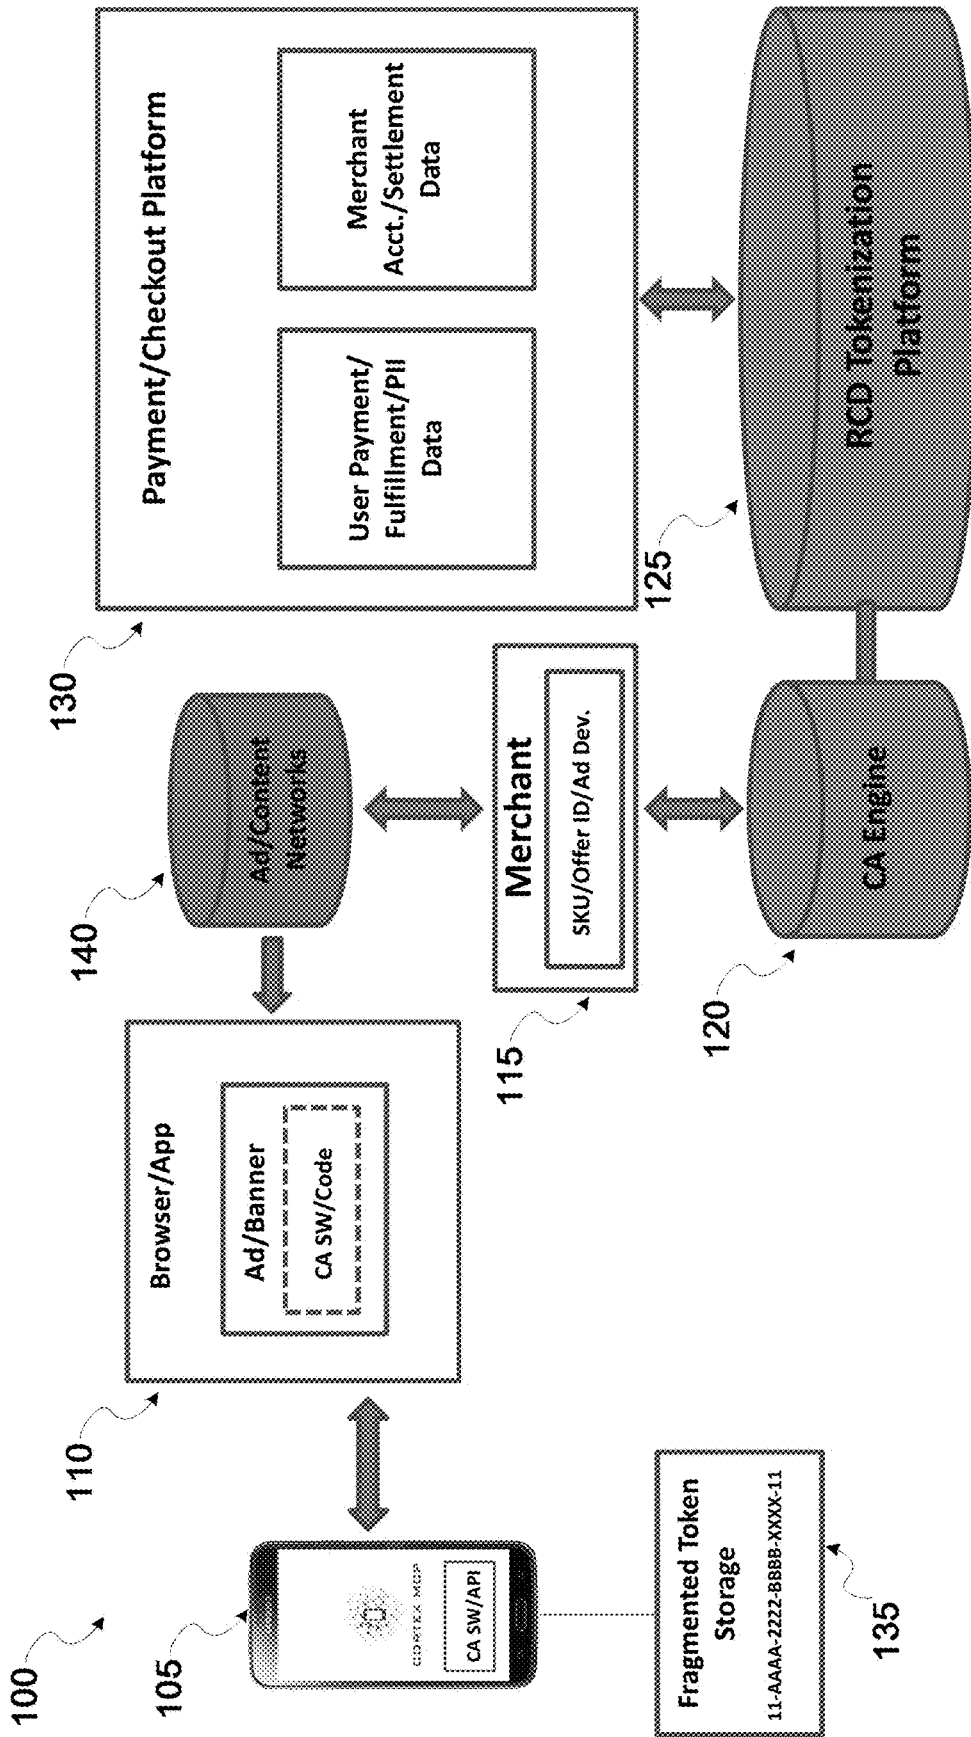 100
105
CORTEX MCP
CA SW/API
Fragmented Token
Storage
11-AAAA-2222-BBBB-XXXX-11
135
110
Browser/App
Ad/Banner
CA SW/Code
140
Ad/Content
Networks
Merchant
SKU/Offer ID/Ad Dev.
115
CA Engine
120
130
Payment/Checkout Platform
User Payment/
Fulfillment/PII
Data
Merchant
Acct./Settlement
Data
125
RCD Tokenization
Platform